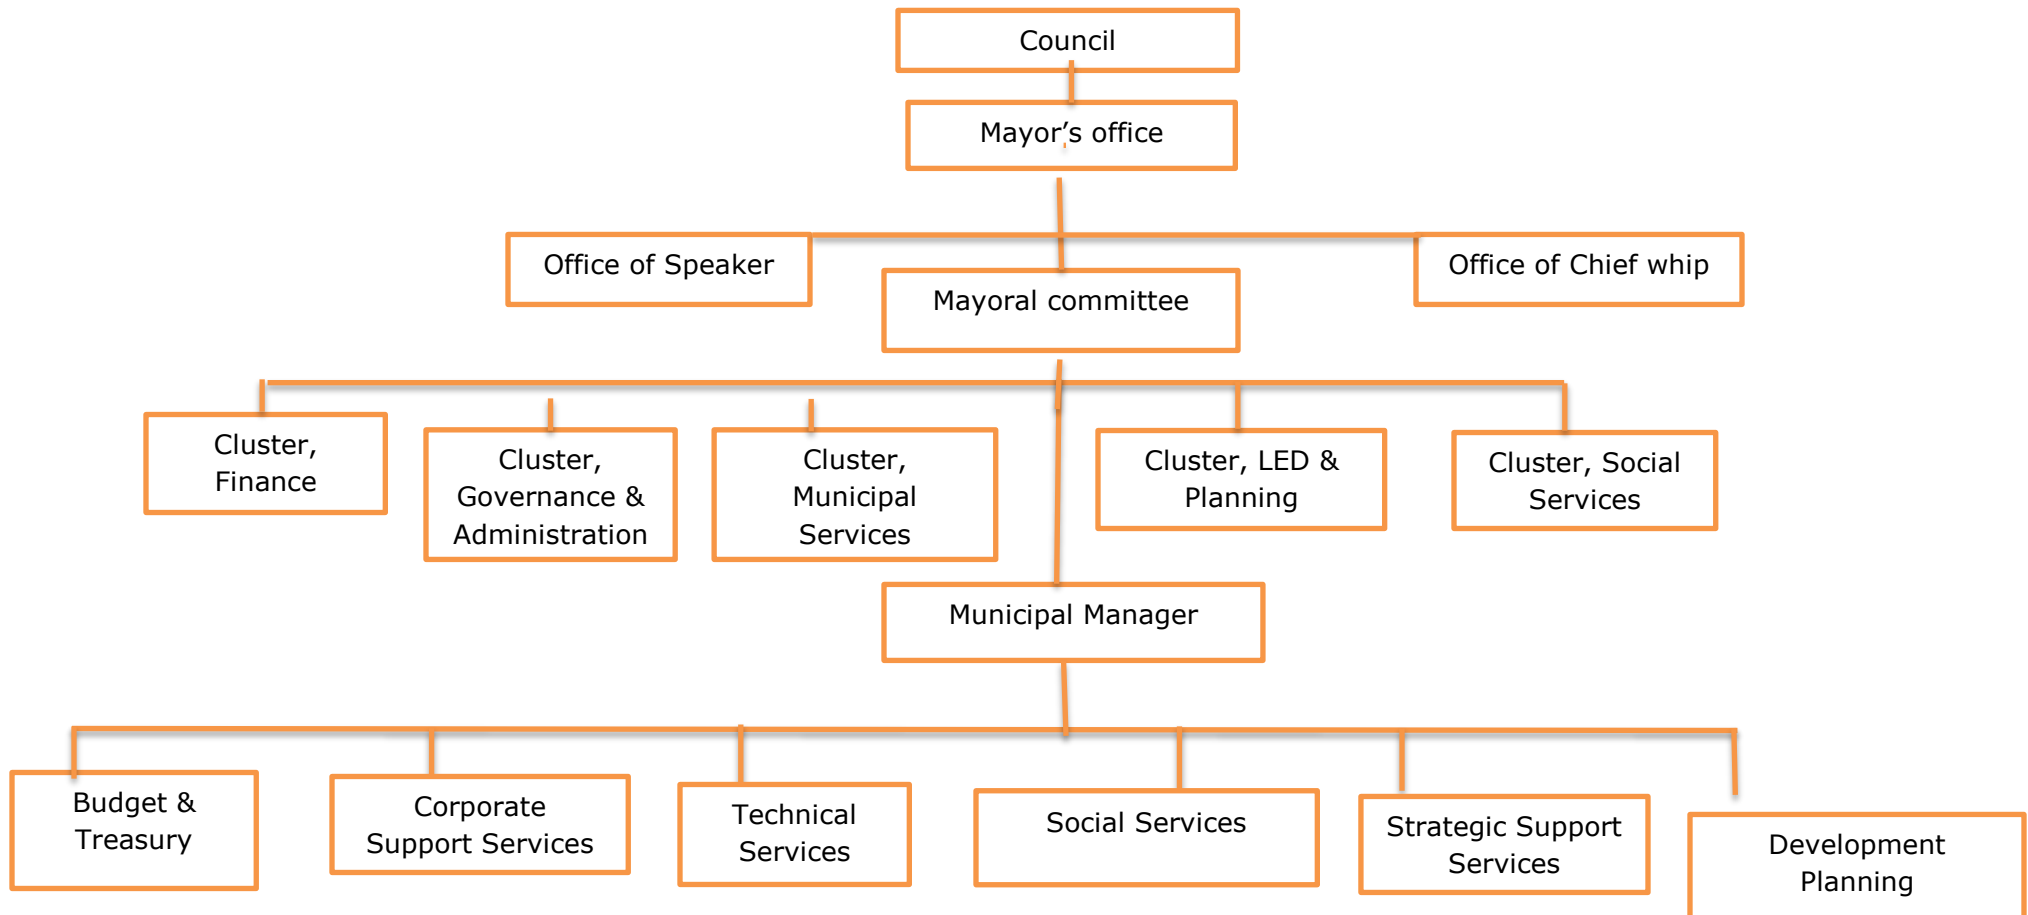 Council
Mayor’s office
Office of Speaker
Mayoral committee
Office of Chief whip
Cluster,
Finance
Cluster,
Governance &
Administration
Cluster,
Municipal
Services
Cluster, LED &
Planning
Cluster, Social
Services
Municipal Manager
Budget &
Treasury
Corporate
Support Services
Technical
Services
Social Services
Strategic Support
Services
Development
Planning